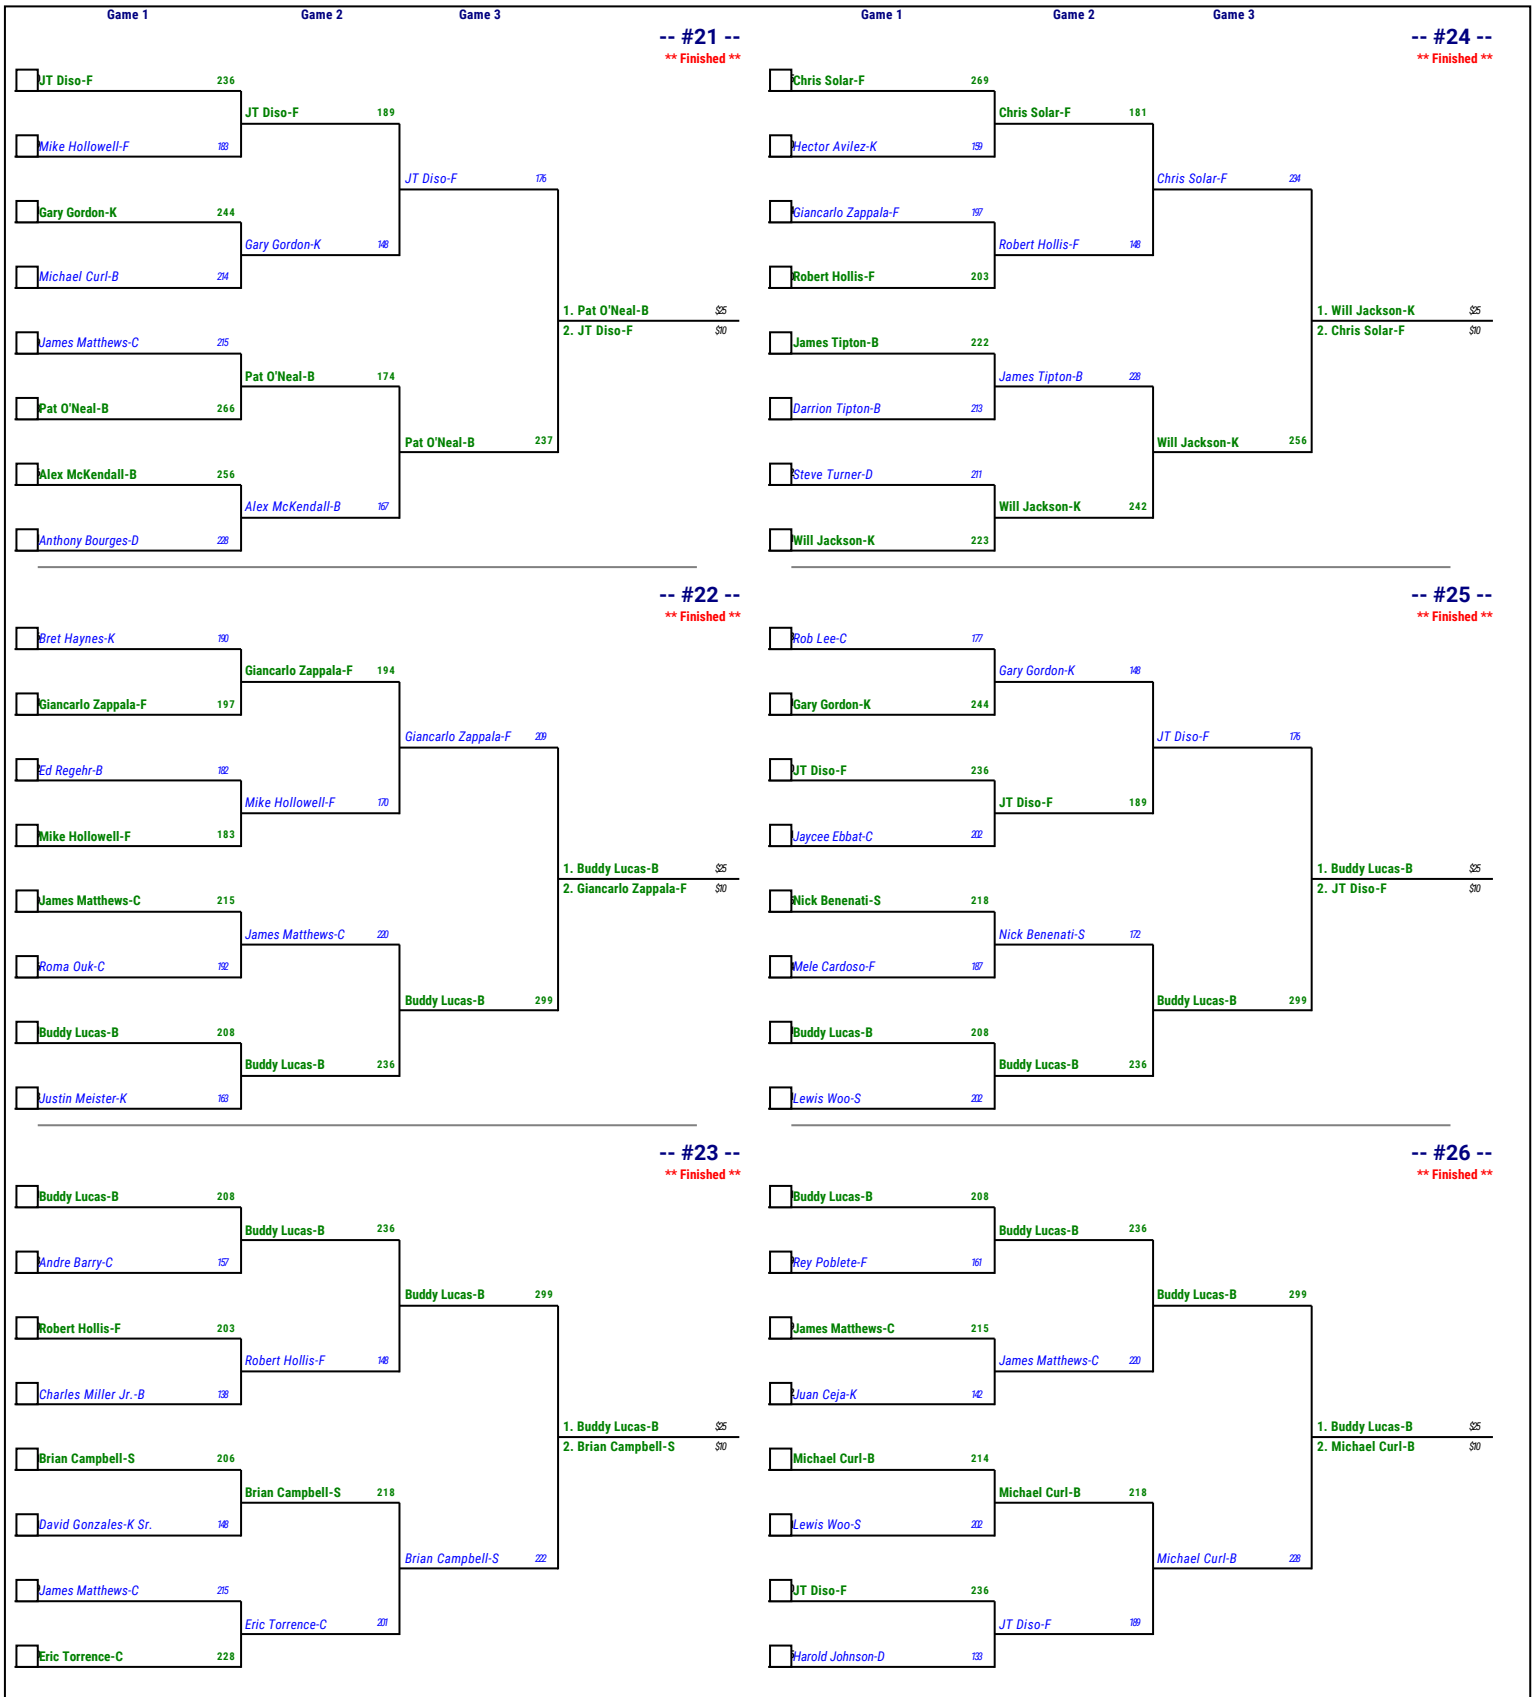 Game 1 Game 2 Game 3
-- #21 --
** Finished **
JT Diso-F 236
JT Diso-F 189
Mike Hollowell-F 183
JT Diso-F 176
Gary Gordon-K 244
Gary Gordon-K 148
Michael Curl-B 214
1. Pat O'Neal-B $25
2. JT Diso-F $10
James Matthews-C 215
Pat O'Neal-B 174
Pat O'Neal-B 266
Pat O'Neal-B 237
Alex McKendall-B 256
Alex McKendall-B 167
Anthony Bourges-D 228
-- #22 --
** Finished **
Bret Haynes-K 190
Giancarlo Zappala-F 194
Giancarlo Zappala-F 197
Giancarlo Zappala-F 209
Ed Regehr-B 182
Mike Hollowell-F 170
Mike Hollowell-F 183
1. Buddy Lucas-B $25
2. Giancarlo Zappala-F $10
James Matthews-C 215
James Matthews-C 220
Roma Ouk-C 192
Buddy Lucas-B 299
Buddy Lucas-B 208
Buddy Lucas-B 236
Justin Meister-K 163
-- #23 --
** Finished **
Buddy Lucas-B 208
Buddy Lucas-B 236
Andre Barry-C 157
Buddy Lucas-B 299
Robert Hollis-F 203
Robert Hollis-F 148
Charles Miller Jr.-B 138
1. Buddy Lucas-B $25
2. Brian Campbell-S $10
Brian Campbell-S 206
Brian Campbell-S 218
David Gonzales-K Sr. 148
Brian Campbell-S 222
James Matthews-C 215
Eric Torrence-C 201
Eric Torrence-C 228
Game 1 Game 2 Game 3
-- #24 --
** Finished **
Chris Solar-F 269
Chris Solar-F 181
Hector Avilez-K 159
Chris Solar-F 234
Giancarlo Zappala-F 197
Robert Hollis-F 148
Robert Hollis-F 203
1. Will Jackson-K $25
2. Chris Solar-F $10
James Tipton-B 222
James Tipton-B 228
Darrion Tipton-B 213
Will Jackson-K 256
Steve Turner-D 211
Will Jackson-K 242
Will Jackson-K 223
-- #25 --
** Finished **
Rob Lee-C 177
Gary Gordon-K 148
Gary Gordon-K 244
JT Diso-F 176
JT Diso-F 236
JT Diso-F 189
Jaycee Ebbat-C 202
1. Buddy Lucas-B $25
2. JT Diso-F $10
Nick Benenati-S 218
Nick Benenati-S 172
Mele Cardoso-F 187
Buddy Lucas-B 299
Buddy Lucas-B 208
Buddy Lucas-B 236
Lewis Woo-S 202
-- #26 --
** Finished **
Buddy Lucas-B 208
Buddy Lucas-B 236
Rey Poblete-F 161
Buddy Lucas-B 299
James Matthews-C 215
James Matthews-C 220
Juan Ceja-K 142
1. Buddy Lucas-B $25
2. Michael Curl-B $10
Michael Curl-B 214
Michael Curl-B 218
Lewis Woo-S 202
Michael Curl-B 228
JT Diso-F 236
JT Diso-F 189
Harold Johnson-D 133